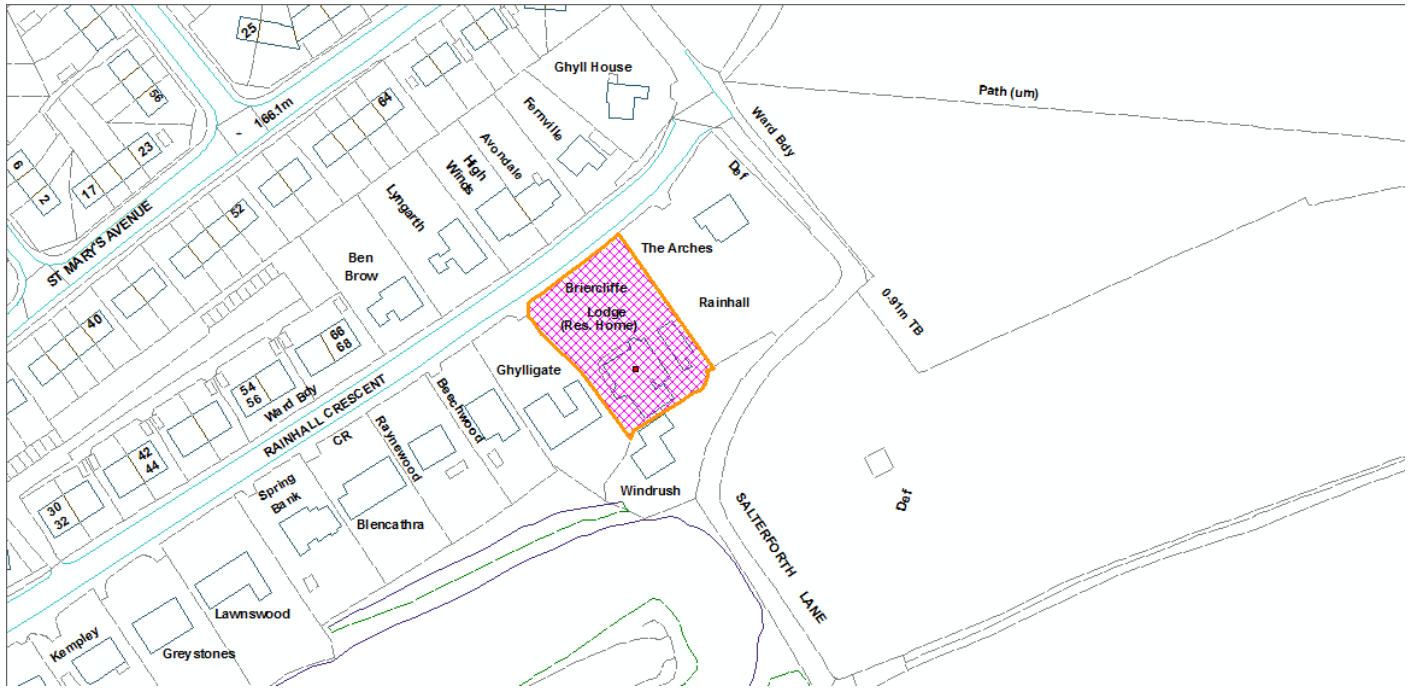 25
Ghyll House
56
166.1m
64
Fernville
Path (um)
Ward Bdy
6
2
17
23
Avondale
High
Winds
Def
ST MARY'S AVENUE
52
Lyngarth
Ben
Brow
The Arches
Briercliffe
Lodge
(Res. Home)
Rainhall
0.91m TB
40
66
68
54
56
Ward Bdy
RAINHALL CRESCENT
Ghylligate
Beechwood
42
44
CR
Raynewood
Spring
Bank
30
32
Blencathra
Windrush
SALTERFORTH LANE
Def
Lawnswood
Kempley
Greystones